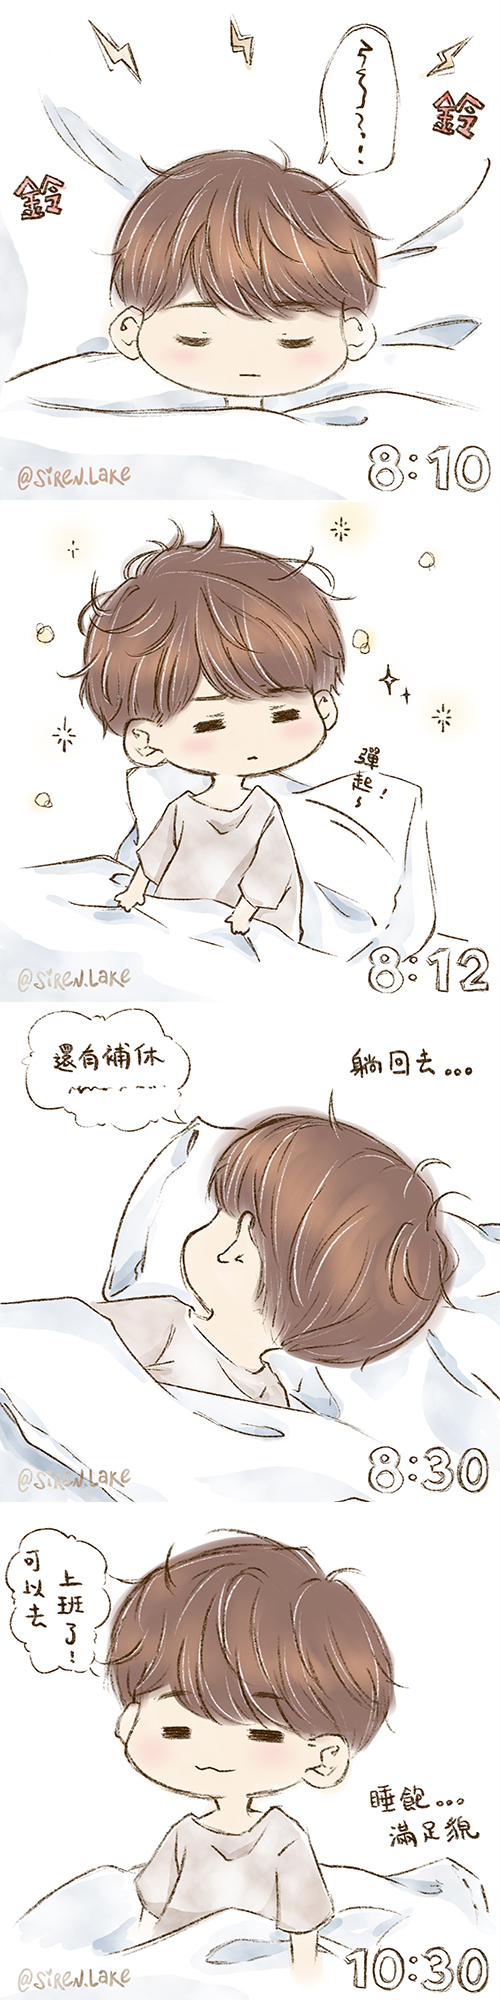 鈴
鈴
@SIREN.LAKE
8:10
彈
起!
~
@SIREN.LAKE
8:12
還有補休
躺回去...
@SIREN.LAKE
8:30
上班了!
可以去
睡飽...
滿足貌
@SIREN.LAKE
10:30